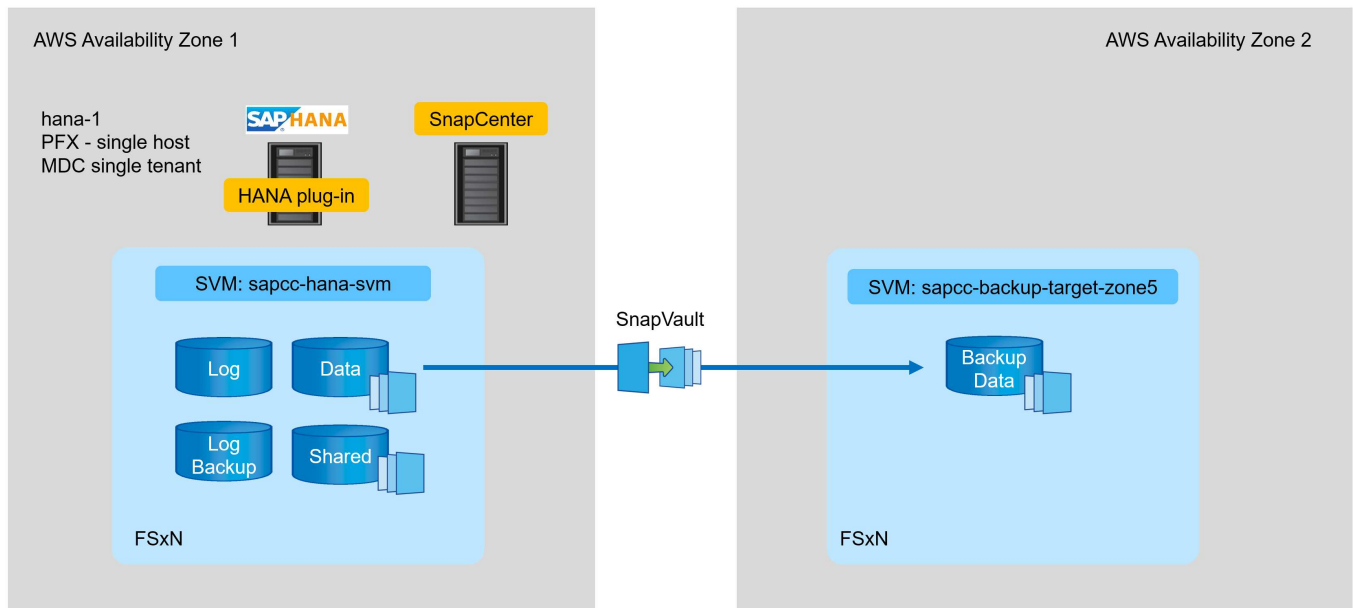 AWS Availability Zone 1
AWS Availability Zone 2
hana-1
PFX - single host
MDC single tenant
SAP HANA
SnapCenter
HANA plug-in
SVM: sapcc-hana-svm
SnapVault
SVM: sapcc-backup-target-zone5
Log
Data
Backup
Data
Log
Backup
Shared
FSxN
FSxN